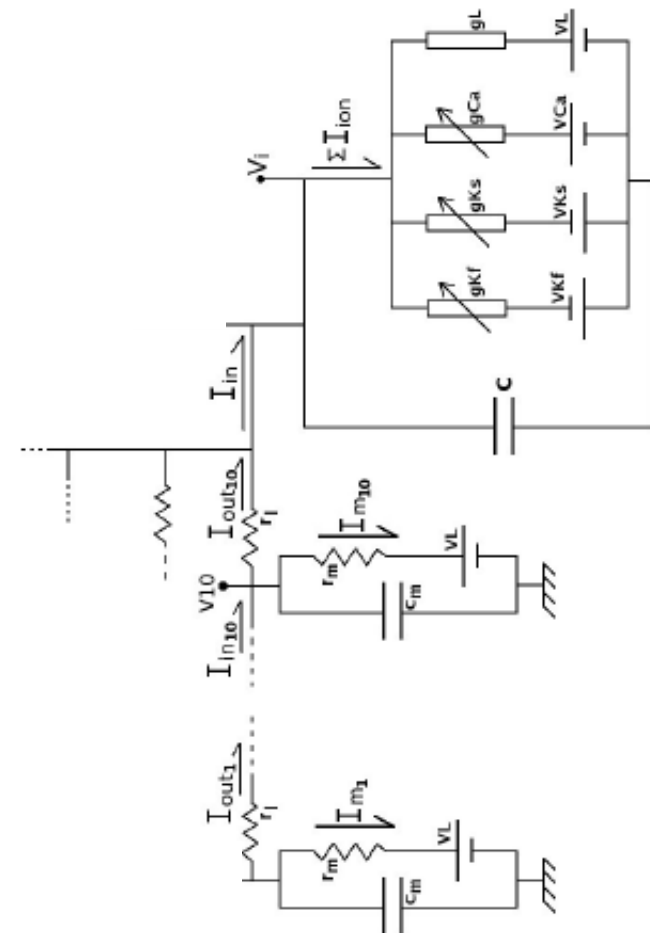 gL
VL
gCa
VCa
Σ Iion
Vi
gKs
VKs
gKf
VKf
Iin
C
Iout10
rl
Im10
rm
VL
V10
cm
Iin10
Iout1
rl
Im1
rm
VL
cm